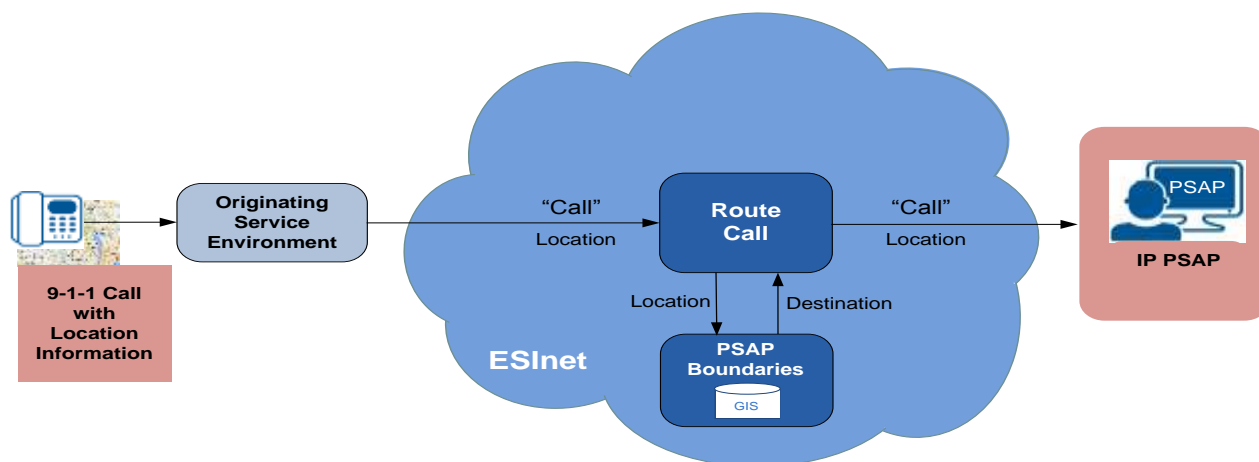 9-1-1 Call
with
Location
Information
Originating
Service
Environment
“Call”
Location
Route
Call
“Call”
Location
Location
Destination
PSAP
Boundaries
GIS
ESInet
PSAP
IP PSAP